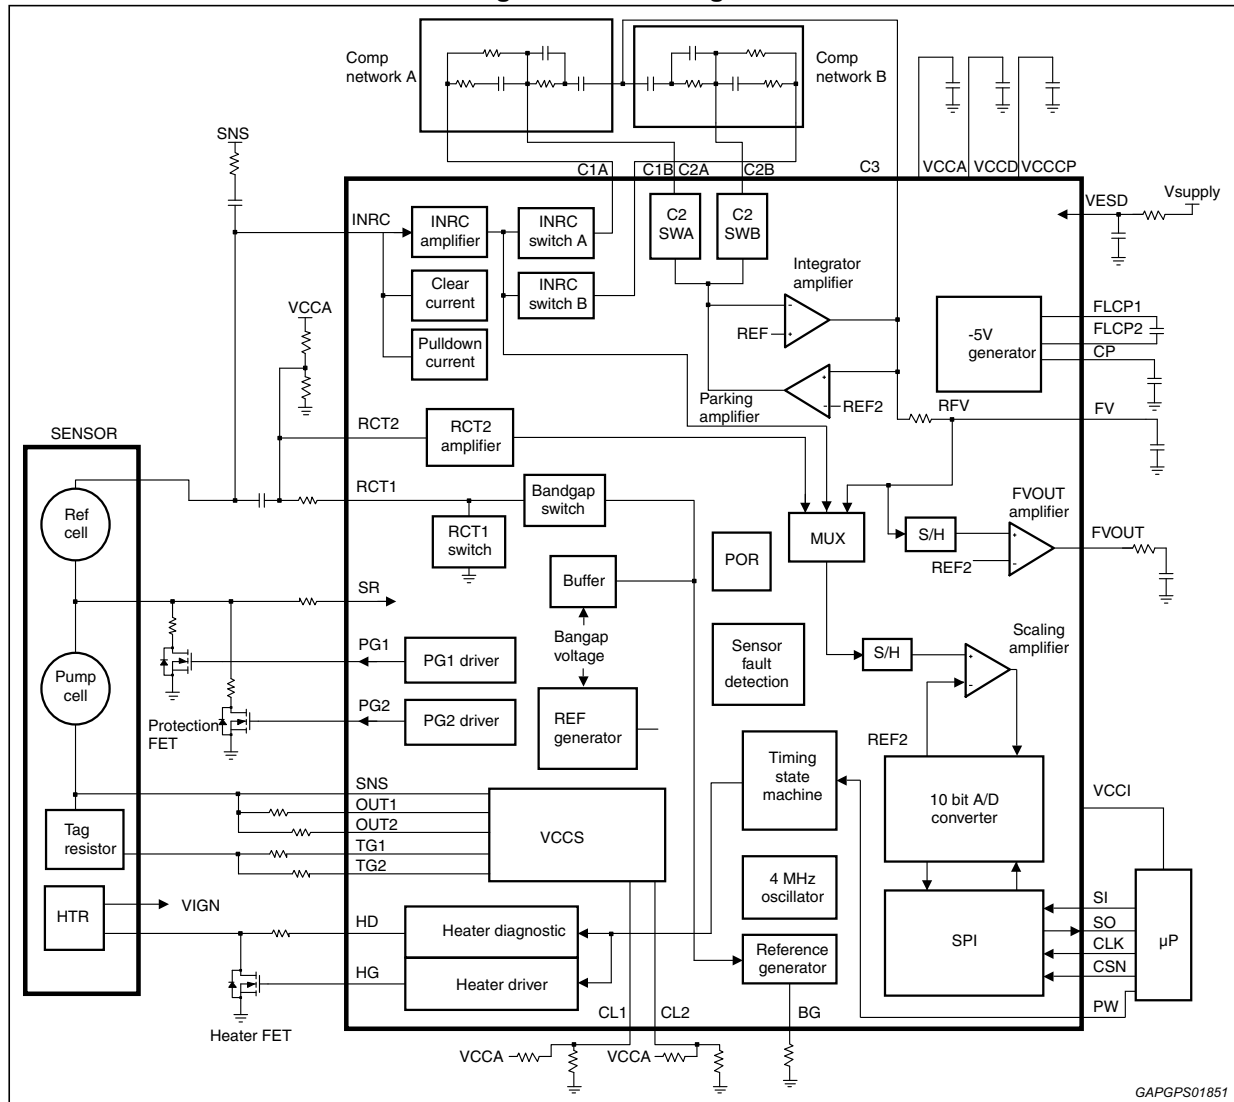 Comp
network A
Comp
network B
SNS
C1A
C1B
C2A
C2B
C3
VCCA
VCCD
VCCCP
VESD
Vsupply
INRC
INRC
amplifier
INRC
switch A
C2
SWA
C2
SWB
Clear
current
INRC
switch B
Integrator
amplifier
REF
VCCA
Pulldown
current
-5V
generator
FLCP1
FLCP2
CP
Parking
amplifier
REF2
RFV
FV
SENSOR
RCT2
RCT2
amplifier
RCT1
Bandgap
switch
RCT1
switch
Ref
cell
MUX
S/H
FVOUT
amplifier
FVOUT
REF2
POR
Buffer
SR
Bangap
voltage
PG1
PG1 driver
Sensor
fault
detection
S/H
Scaling
amplifier
Pump
cell
Protection
FET
PG2
PG2 driver
REF
generator
REF2
Timing
state
machine
10 bit A/D
converter
VCCI
SNS
OUT1
OUT2
TG1
TG2
VCCS
Tag
resistor
4 MHz
oscillator
HTR
VIGN
HD
Heater diagnostic
HG
Heater driver
Reference
generator
SPI
SI
SO
CLK
CSN
PW
µP
Heater FET
CL1
CL2
BG
VCCA
VCCA
GAPGPS01851